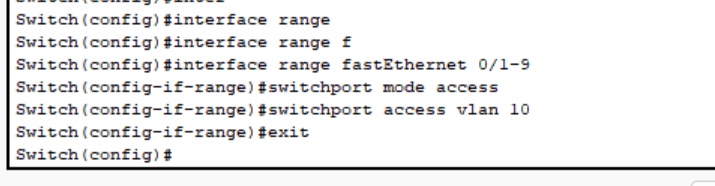 Switch(config)#interface range
Switch(config)#interface range f
Switch(config)#interface range fastEthernet 0/1-9
Switch(config-if-range)#switchport mode access
Switch(config-if-range)#switchport access vlan 10
Switch(config-if-range)#exit
Switch(config)#